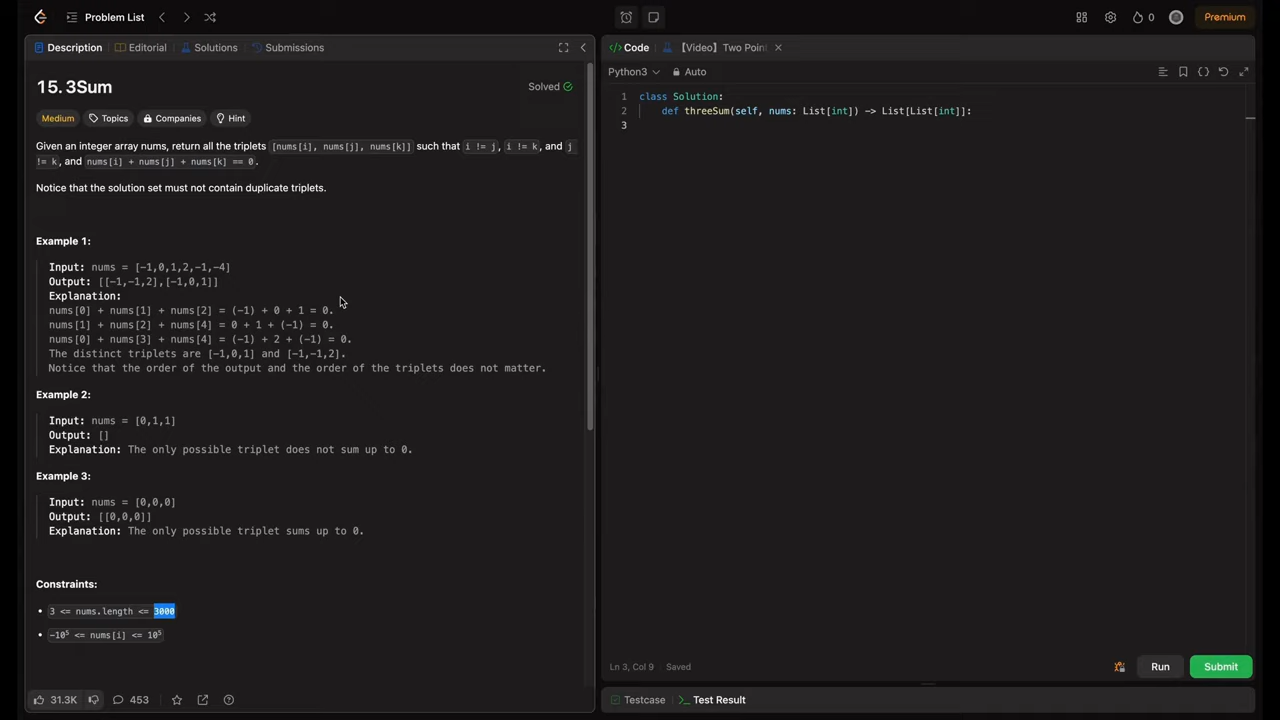 Problem List
0
Premium
Description
Editorial
Solutions
Submissions
15. 3Sum
Solved
Medium
Topics
Companies
Hint
Given an integer array nums, return all the triplets [nums[i], nums[j], nums[k]] such that i != j, i != k, and j
!= k, and nums[i] + nums[j] + nums[k] == 0.
Notice that the solution set must not contain duplicate triplets.
Example 1:
Input: nums = [-1,0,1,2,-1,-4]
Output: [[-1,-1,2],[-1,0,1]]
Explanation:
nums[0] + nums[1] + nums[2] = (-1) + 0 + 1 = 0.
nums[1] + nums[2] + nums[4] = 0 + 1 + (-1) = 0.
nums[0] + nums[3] + nums[4] = (-1) + 2 + (-1) = 0.
The distinct triplets are [-1,0,1] and [-1,-1,2].
Notice that the order of the output and the order of the triplets does not matter.
Example 2:
Input: nums = [0,1,1]
Output: []
Explanation: The only possible triplet does not sum up to 0.
Example 3:
Input: nums = [0,0,0]
Output: [[0,0,0]]
Explanation: The only possible triplet sums up to 0.
Constraints:
3 <= nums.length <= 3000
-10⁵ <= nums[i] <= 10⁵
31.3K
453
Code
【Video】Two Poin
Python3
Auto
1 class Solution:
2 def threeSum(self, nums: List[int]) -> List[List[int]]:
3
Ln 3, Col 9
Saved
Run
Submit
Testcase
Test Result